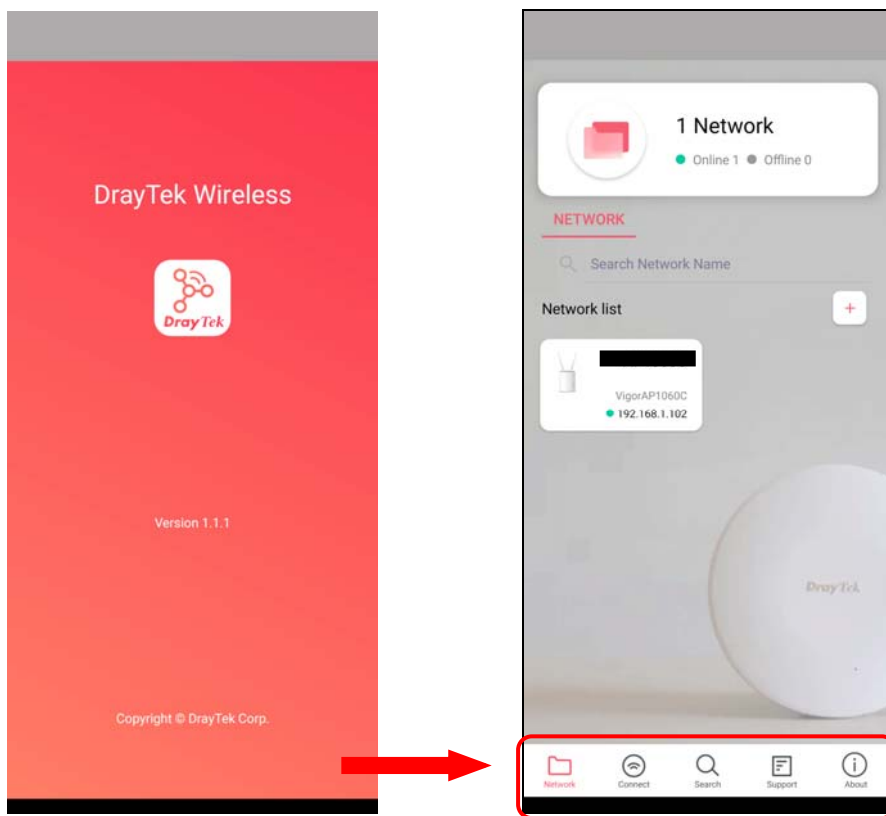 DrayTek Wireless
DrayTek
Version 1.1.1
Copyright © DrayTek Corp.
1 Network
Online 1 Offline 0
NETWORK
Search Network Name
Network list
+
VigorAP1060C
192.168.1.102
DrayTek
Network Connect Search Support About